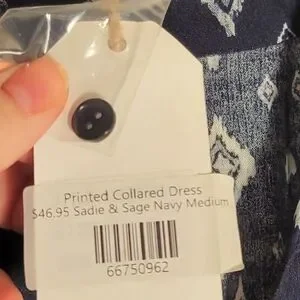 Printed Collared Dress
$46.95 Sadie & Sage Navy Medium
66750962